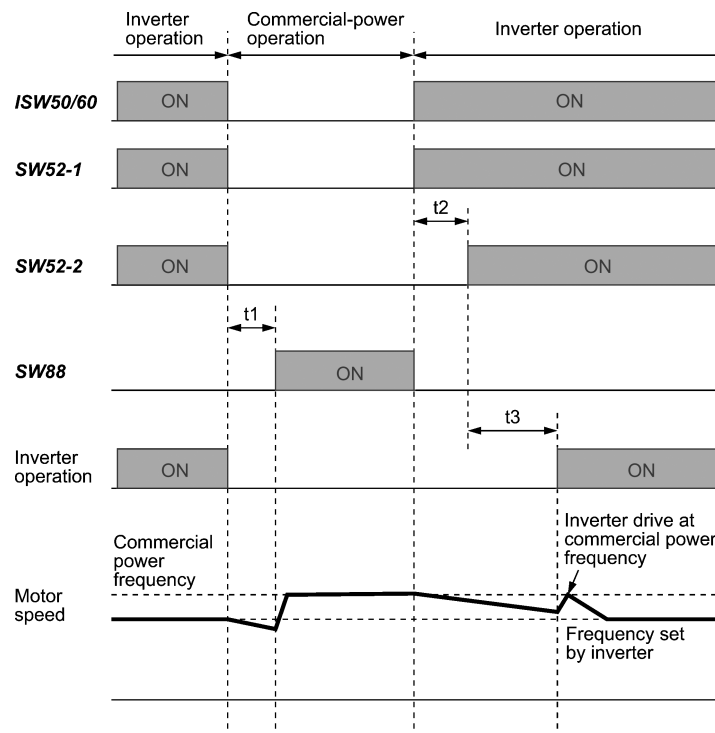 Inverter
operation
Commercial-power
operation
Inverter operation
ISW50/60
ON
ON
SW52-1
ON
ON
t2
SW52-2
ON
ON
t1
SW88
ON
t3
Inverter
operation
ON
ON
Commercial
power
frequency
Inverter drive at
commercial power
frequency
Motor
speed
Frequency set
by inverter